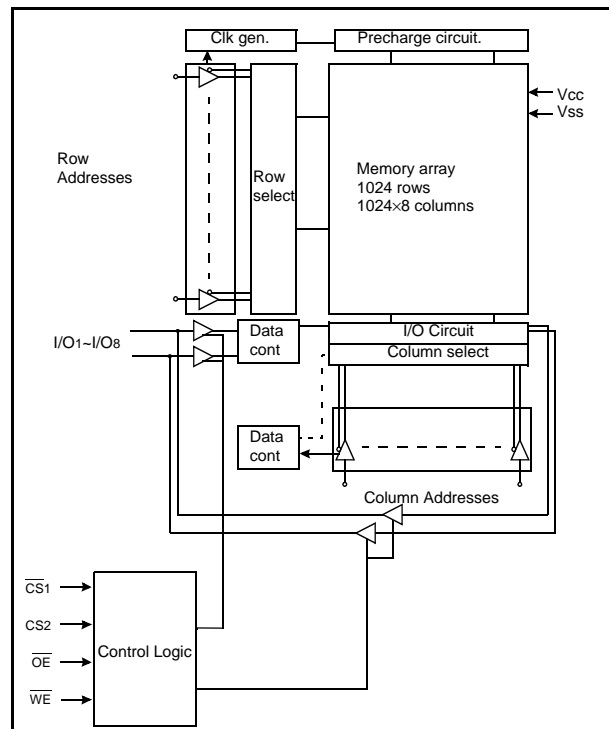 Clk gen.
Precharge circuit.
Vcc
Vss
Row
Addresses
Row
select
Memory array
1024 rows
1024×8 columns
I/O1~I/O8
Data
cont
I/O Circuit
Column select
Data
cont
Column Addresses
CS1
CS2
OE
WE
Control Logic